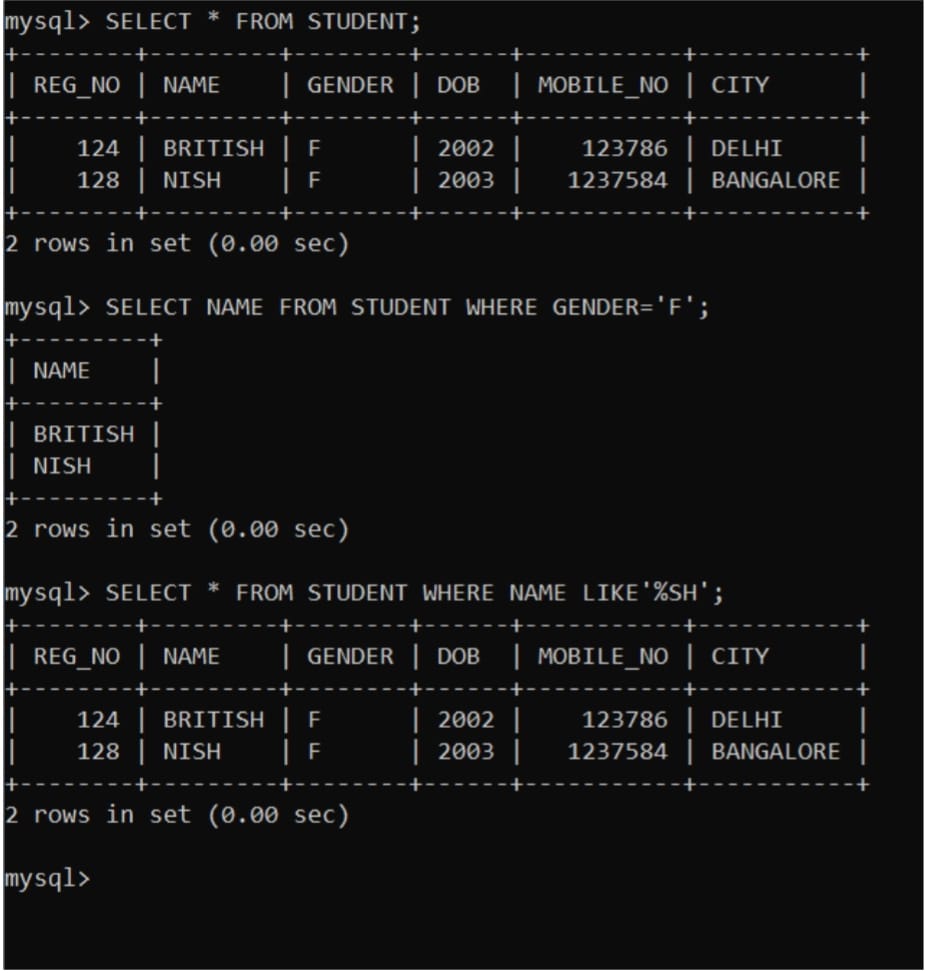 mysql> SELECT * FROM STUDENT;
+--------+---------+--------+------+-----------+-----------+
| REG_NO | NAME    | GENDER | DOB  | MOBILE_NO | CITY      |
+--------+---------+--------+------+-----------+-----------+
|    124 | BRITISH | F      | 2002 |    123786 | DELHI     |
|    128 | NISH    | F      | 2003 |   1237584 | BANGALORE |
+--------+---------+--------+------+-----------+-----------+
2 rows in set (0.00 sec)

mysql> SELECT NAME FROM STUDENT WHERE GENDER='F';
+---------+
| NAME    |
+---------+
| BRITISH |
| NISH    |
+---------+
2 rows in set (0.00 sec)

mysql> SELECT * FROM STUDENT WHERE NAME LIKE'%SH';
+--------+---------+--------+------+-----------+-----------+
| REG_NO | NAME    | GENDER | DOB  | MOBILE_NO | CITY      |
+--------+---------+--------+------+-----------+-----------+
|    124 | BRITISH | F      | 2002 |    123786 | DELHI     |
|    128 | NISH    | F      | 2003 |   1237584 | BANGALORE |
+--------+---------+--------+------+-----------+-----------+
2 rows in set (0.00 sec)

mysql>